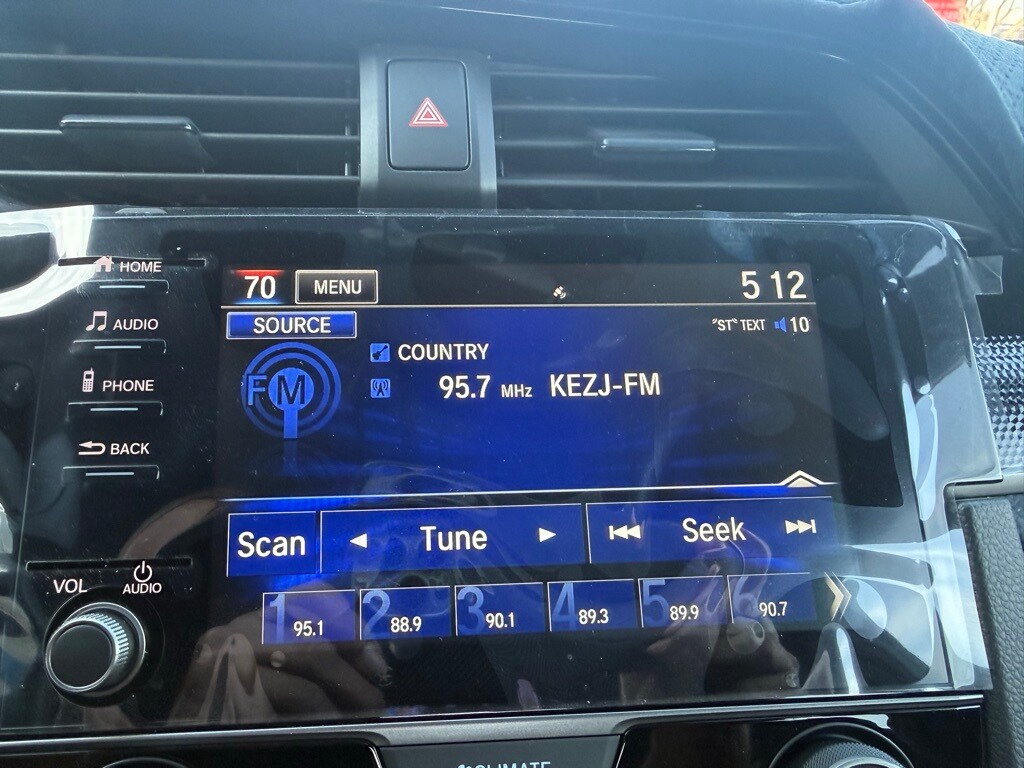 HOME
AUDIO
PHONE
BACK
VOL AUDIO
70 MENU 5 12
SOURCE "ST" TEXT 10
FM
COUNTRY
95.7 MHz KEZJ-FM
Scan Tune Seek
1 95.1 2 88.9 3 90.1 4 89.3 5 89.9 6 90.7
CLIMATE